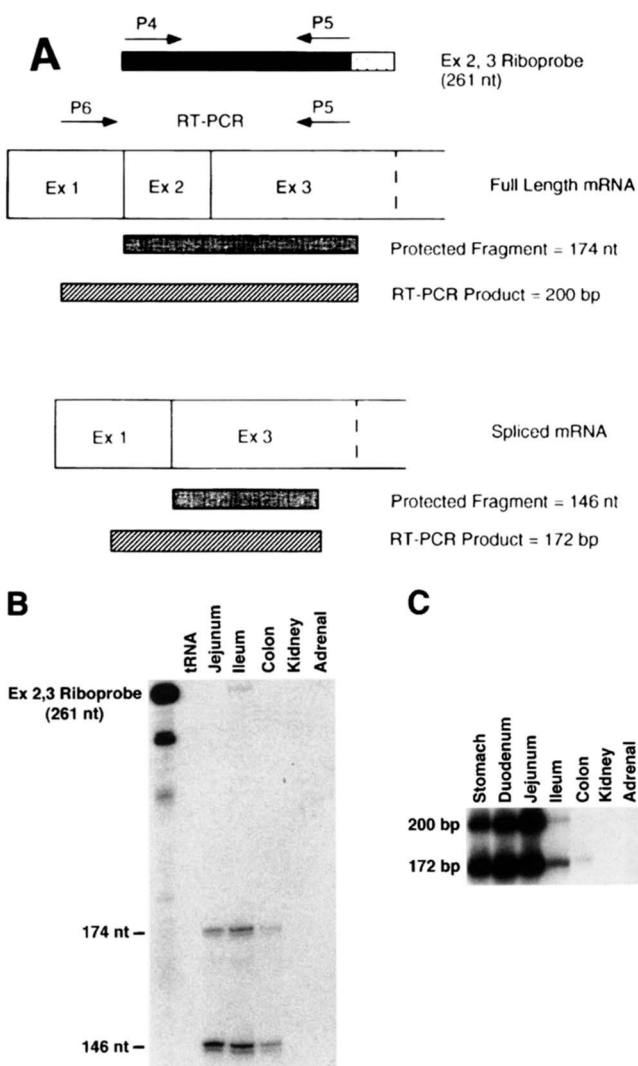 A
P4 P5
Ex 2, 3 Riboprobe
(261 nt)
P6 RT-PCR P5
Ex 1 Ex 2 Ex 3
Full Length mRNA
Protected Fragment = 174 nt
RT-PCR Product = 200 bp
Ex 1 Ex 3
Spliced mRNA
Protected Fragment = 146 nt
RT-PCR Product = 172 bp
B
tRNA
Jejunum
Ileum
Colon
Kidney
Adrenal
Ex 2,3 Riboprobe
(261 nt)
174 nt –
146 nt –
C
Stomach
Duodenum
Jejunum
Ileum
Colon
Kidney
Adrenal
200 bp
172 bp